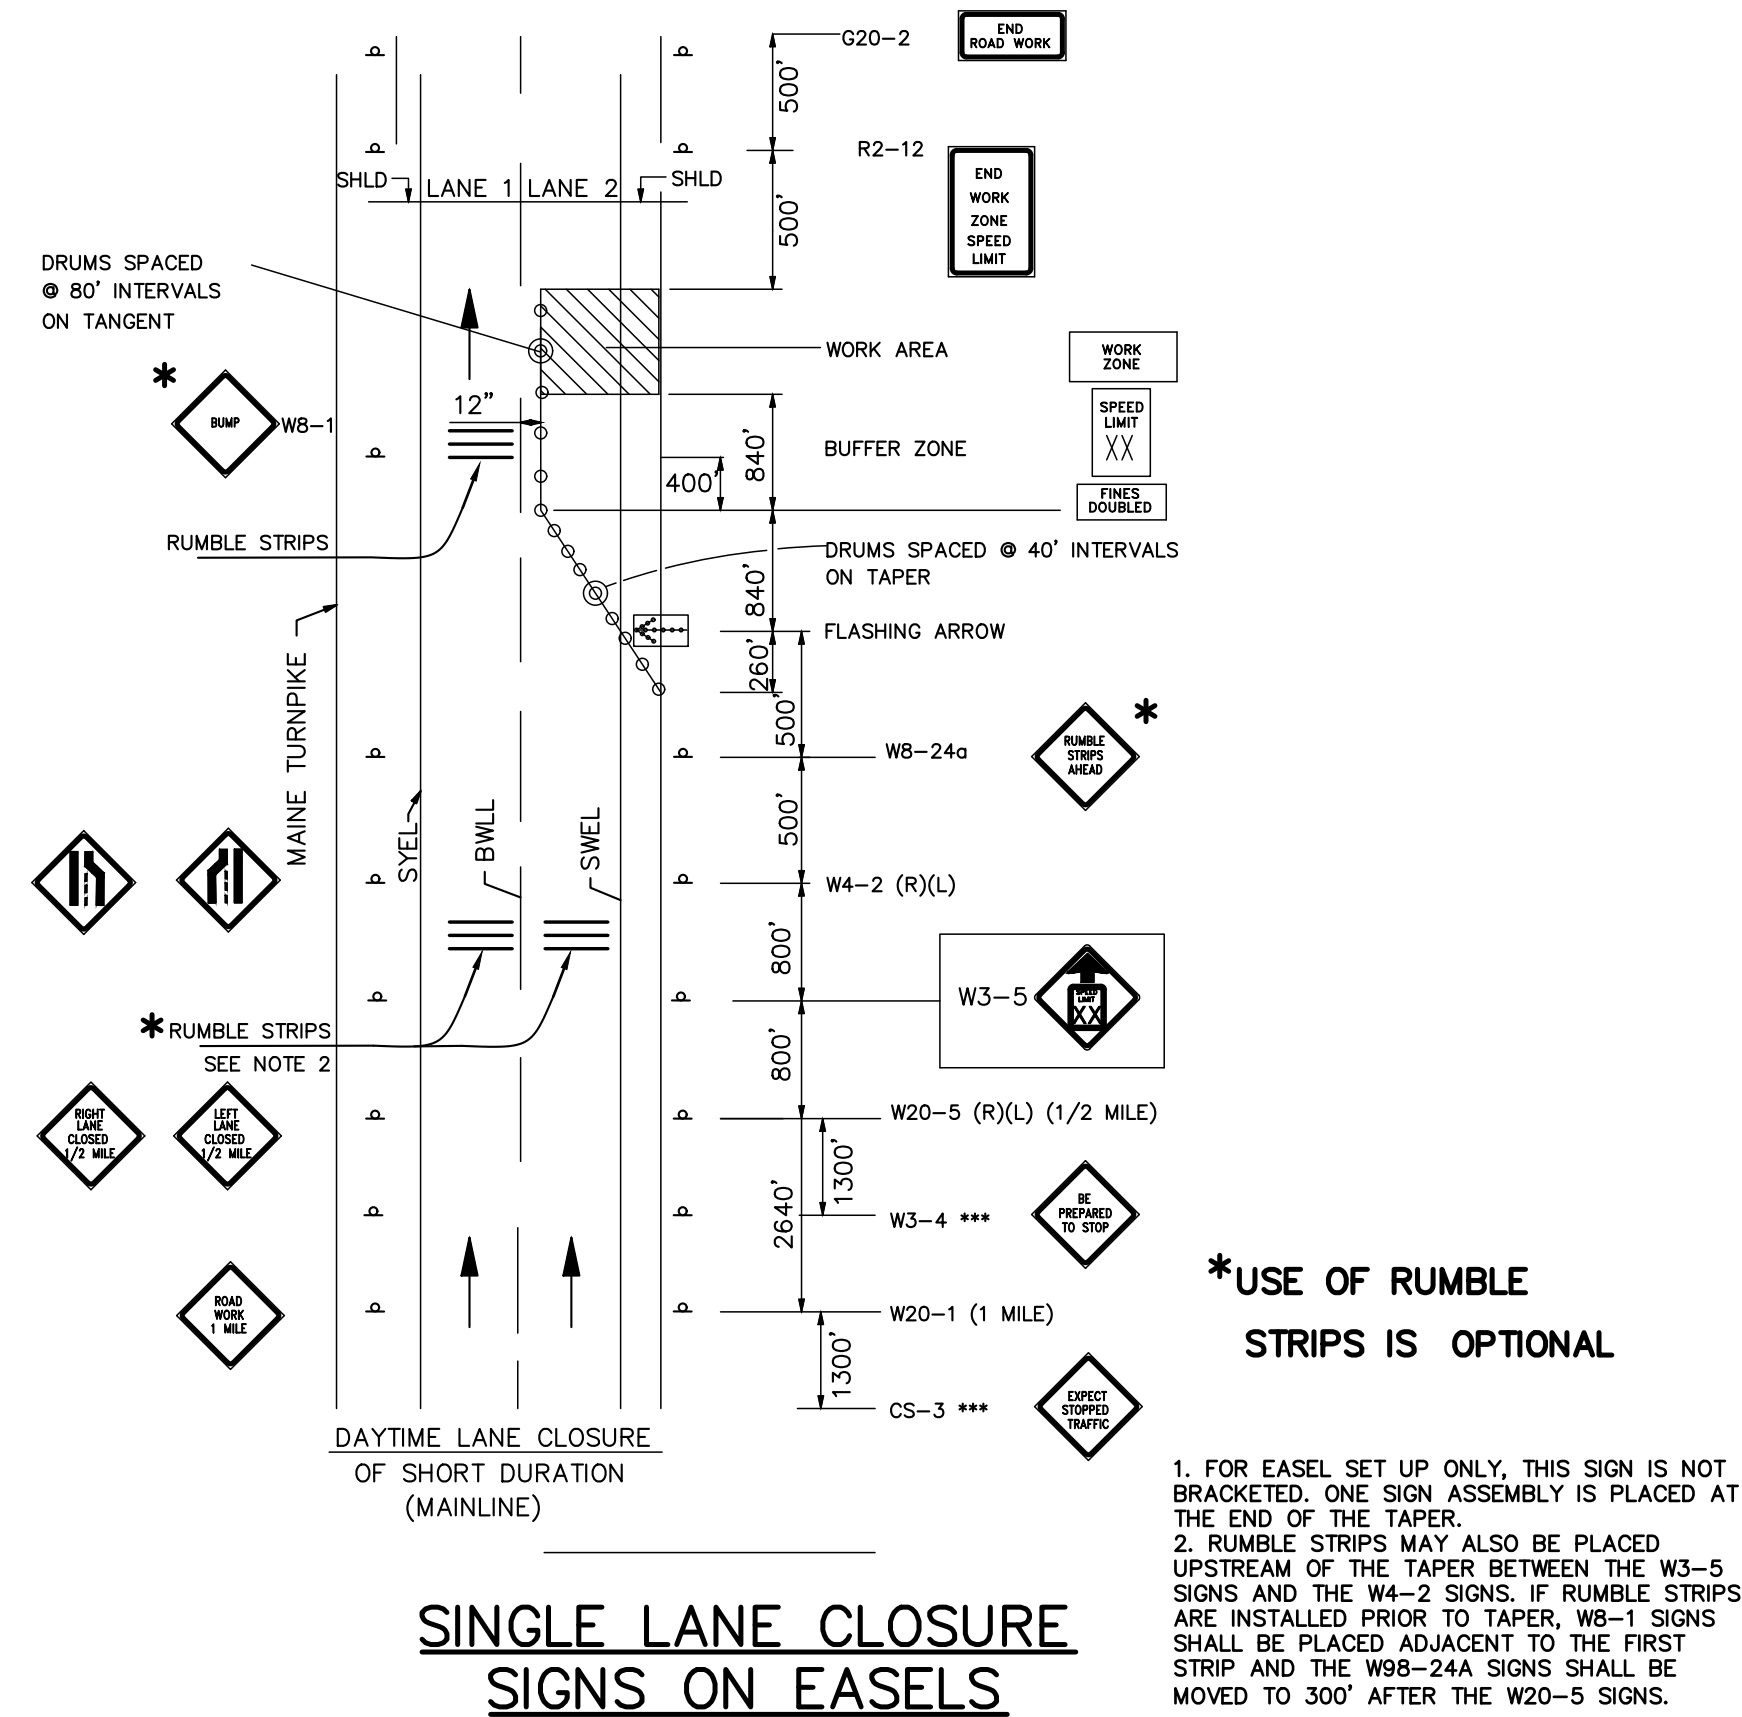 G20-2
END
ROAD WORK
500'
R2-12
END
WORK
ZONE
SPEED
LIMIT
SHLD
LANE 1
LANE 2
SHLD
500'
DRUMS SPACED
@ 80' INTERVALS
ON TANGENT
WORK AREA
WORK
ZONE
*
BUMP
W8-1
12"
SPEED
LIMIT
XX
840'
BUFFER ZONE
400'
FINES
DOUBLED
RUMBLE STRIPS
DRUMS SPACED @ 40' INTERVALS
ON TAPER
840'
FLASHING ARROW
260'
MAINE TURNPIKE
500'
W8-24a
RUMBLE
STRIPS
AHEAD
*
SYEL
BWLL
SWEL
500'
W4-2 (R)(L)
800'
W3-5
SPEED
LIMIT
XX
*RUMBLE STRIPS
SEE NOTE 2
800'
RIGHT
LANE
CLOSED
1/2 MILE
LEFT
LANE
CLOSED
1/2 MILE
W20-5 (R)(L) (1/2 MILE)
1300'
2640'
W3-4 ***
BE
PREPARED
TO STOP
ROAD
WORK
1 MILE
W20-1 (1 MILE)
1300'
CS-3 ***
EXPECT
STOPPED
TRAFFIC
*USE OF RUMBLE
STRIPS IS OPTIONAL
DAYTIME LANE CLOSURE
OF SHORT DURATION
(MAINLINE)
1. FOR EASEL SET UP ONLY, THIS SIGN IS NOT
BRACKETED. ONE SIGN ASSEMBLY IS PLACED AT
THE END OF THE TAPER.
2. RUMBLE STRIPS MAY ALSO BE PLACED
UPSTREAM OF THE TAPER BETWEEN THE W3-5
SIGNS AND THE W4-2 SIGNS. IF RUMBLE STRIPS
ARE INSTALLED PRIOR TO TAPER, W8-1 SIGNS
SHALL BE PLACED ADJACENT TO THE FIRST
STRIP AND THE W98-24A SIGNS SHALL BE
MOVED TO 300' AFTER THE W20-5 SIGNS.
SINGLE LANE CLOSURE
SIGNS ON EASELS